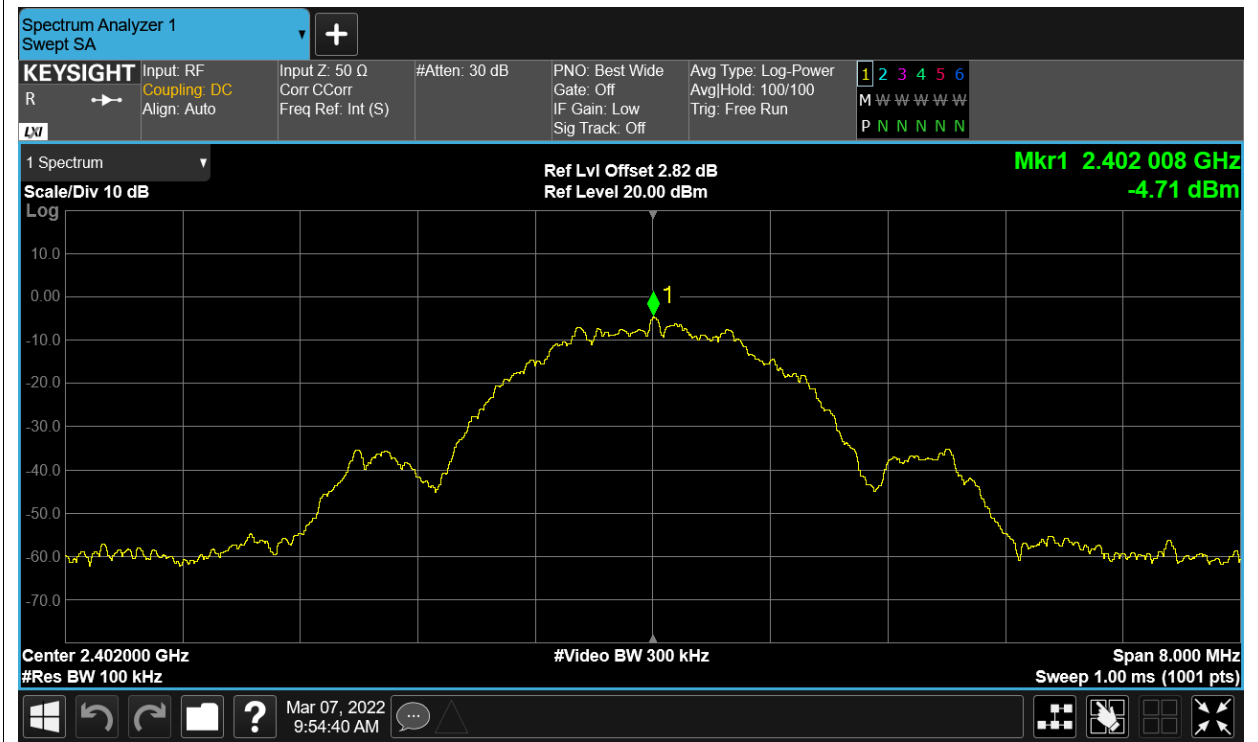 Spectrum Analyzer 1
Swept SA
KEYSIGHT
R
LXI
Input: RF
Coupling: DC
Align: Auto
Input Z: 50 Ω
Corr CCorr
Freq Ref: Int (S)
#Atten: 30 dB
PNO: Best Wide
Gate: Off
IF Gain: Low
Sig Track: Off
Avg Type: Log-Power
Avg|Hold: 100/100
Trig: Free Run
1 2 3 4 5 6
M W W W W W
P N N N N N
1 Spectrum
Scale/Div 10 dB
Log
Ref Lvl Offset 2.82 dB
Ref Level 20.00 dBm
Mkr1 2.402 008 GHz
-4.71 dBm
10.0
0.00
-10.0
-20.0
-30.0
-40.0
-50.0
-60.0
-70.0
1
Center 2.402000 GHz
#Res BW 100 kHz
#Video BW 300 kHz
Span 8.000 MHz
Sweep 1.00 ms (1001 pts)
?
Mar 07, 2022
9:54:40 AM